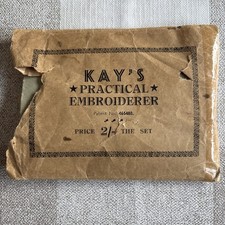 KAY'S
PRACTICAL
EMBROIDERER
PRICE 2/- THE SET